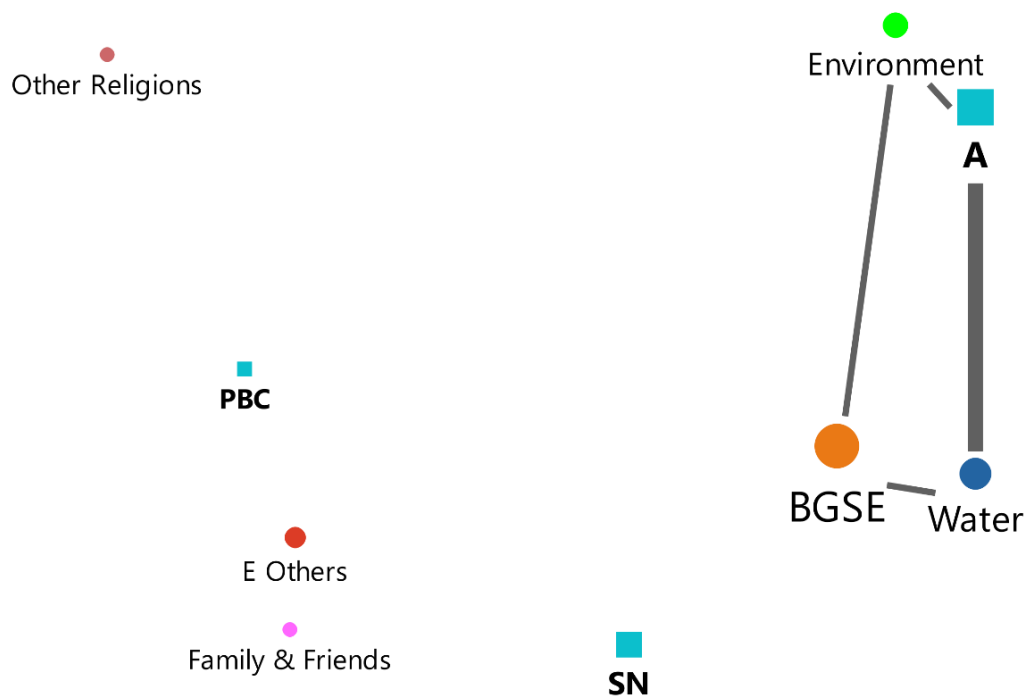 Environment
Other Religions
A
PBC
BGSE
Water
E Others
Family & Friends
SN